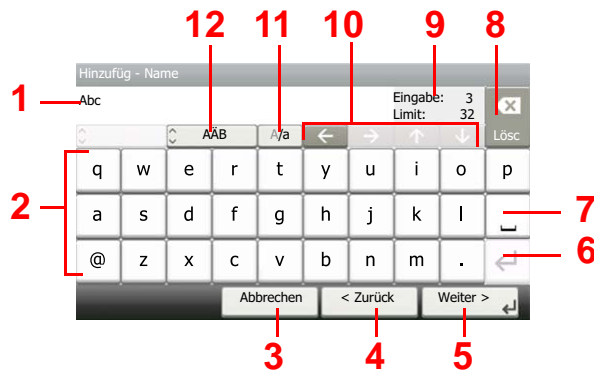 12 11 10 9 8
Hinzufüg - Name
1 Abc Eingabe: 3
Limit: 32
AÄB A/a ← → ↑ ↓ Lösc
2 q w e r t y u i o p
a s d f g h j k l 7
@ z x c v b n m . 6
Abbrechen < Zurück Weiter >
3 4 5